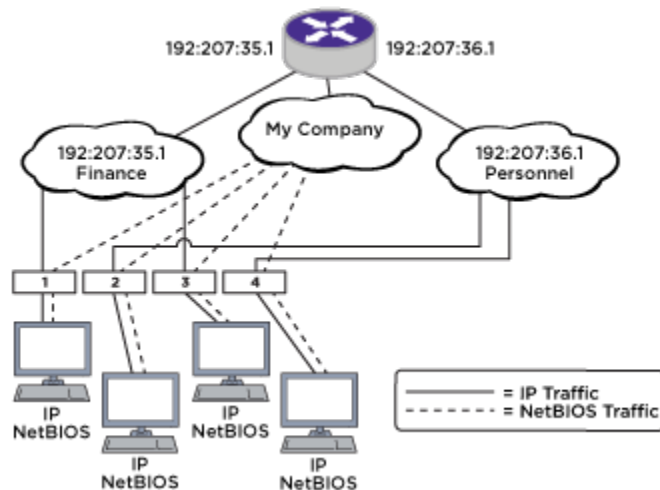 192:207:35.1
192:207:36.1
My Company
192:207:35.1
Finance
192:207:36.1
Personnel
1
2
3
4
IP
NetBIOS
IP
NetBIOS
IP
NetBIOS
IP
NetBIOS
= IP Traffic
= NetBIOS Traffic